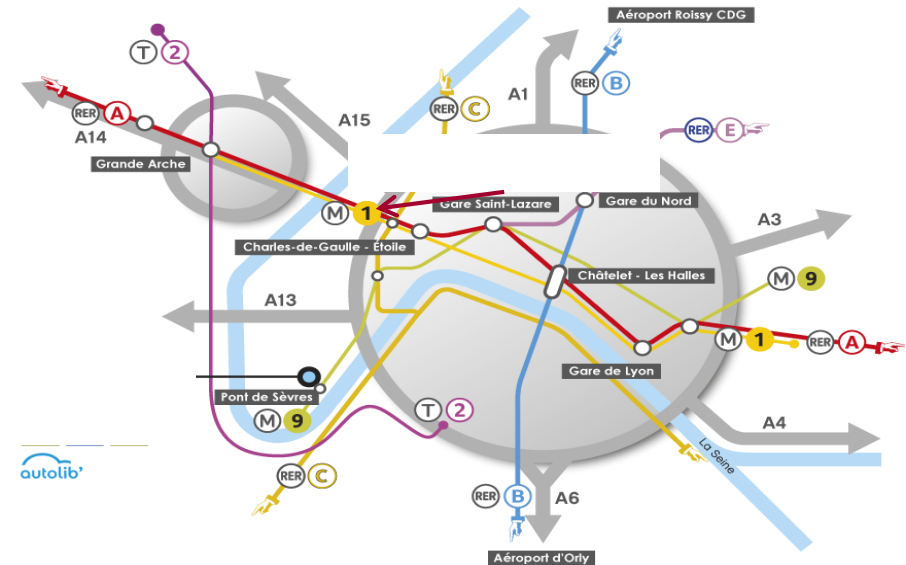 Aéroport Roissy CDG
T 2
RER B
A1
RER C
RER A
A14
A15
RER E
Grande Arche
M 1
Gare Saint-Lazare
Gare du Nord
A3
Charles-de-Gaulle - Étoile
Châtelet - Les Halles
M 9
A13
M 1
RER A
Gare de Lyon
Pont de Sèvres
M 9
T 2
A4
La Seine
autolib'
RER C
RER B
A6
Aéroport d'Orly